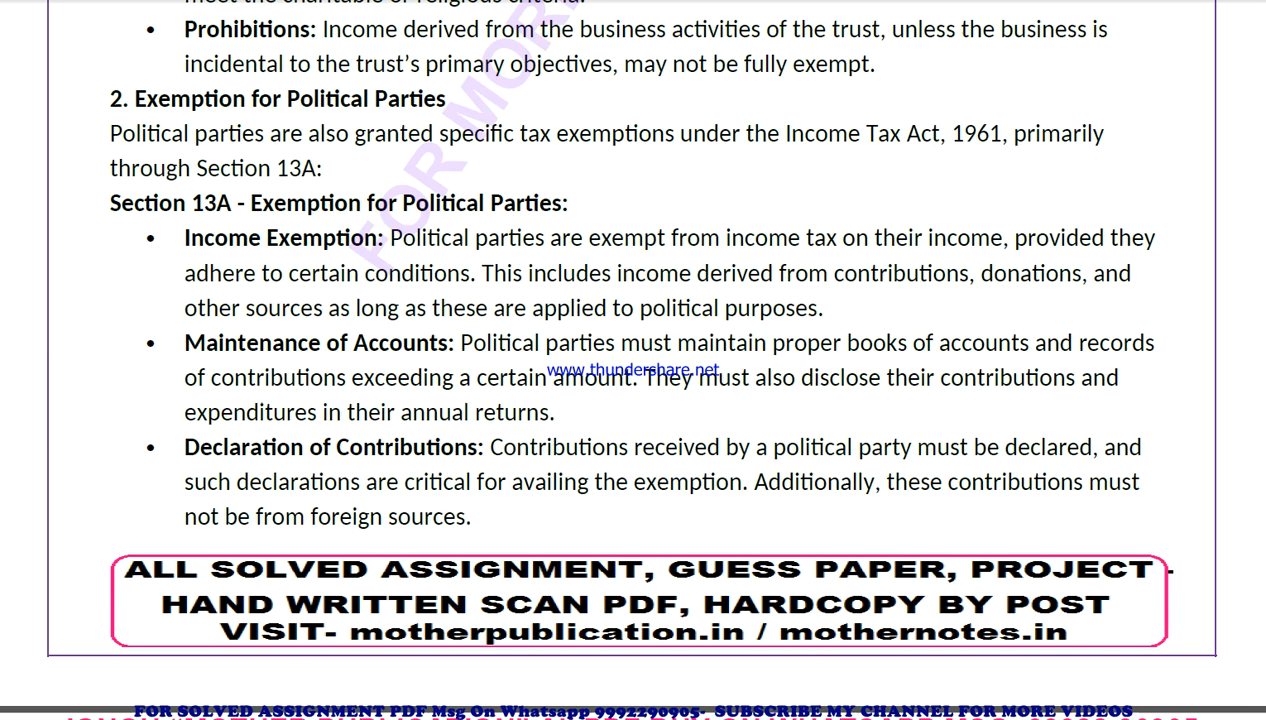 Prohibitions: Income derived from the business activities of the trust, unless the business is
incidental to the trust’s primary objectives, may not be fully exempt.
2. Exemption for Political Parties
Political parties are also granted specific tax exemptions under the Income Tax Act, 1961, primarily
through Section 13A:
Section 13A - Exemption for Political Parties:
• Income Exemption: Political parties are exempt from income tax on their income, provided they
adhere to certain conditions. This includes income derived from contributions, donations, and
other sources as long as these are applied to political purposes.
• Maintenance of Accounts: Political parties must maintain proper books of accounts and records
www.thundershare.net
of contributions exceeding a certain amount. They must also disclose their contributions and
expenditures in their annual returns.
• Declaration of Contributions: Contributions received by a political party must be declared, and
such declarations are critical for availing the exemption. Additionally, these contributions must
not be from foreign sources.
FOR MORE
ALL SOLVED ASSIGNMENT, GUESS PAPER, PROJECT -
HAND WRITTEN SCAN PDF, HARDCOPY BY POST
VISIT- motherpublication.in / mothernotes.in
FOR SOLVED ASSIGNMENT PDF Msg On Whatsapp 9992290905- SUBSCRIBE MY CHANNEL FOR MORE VIDEOS